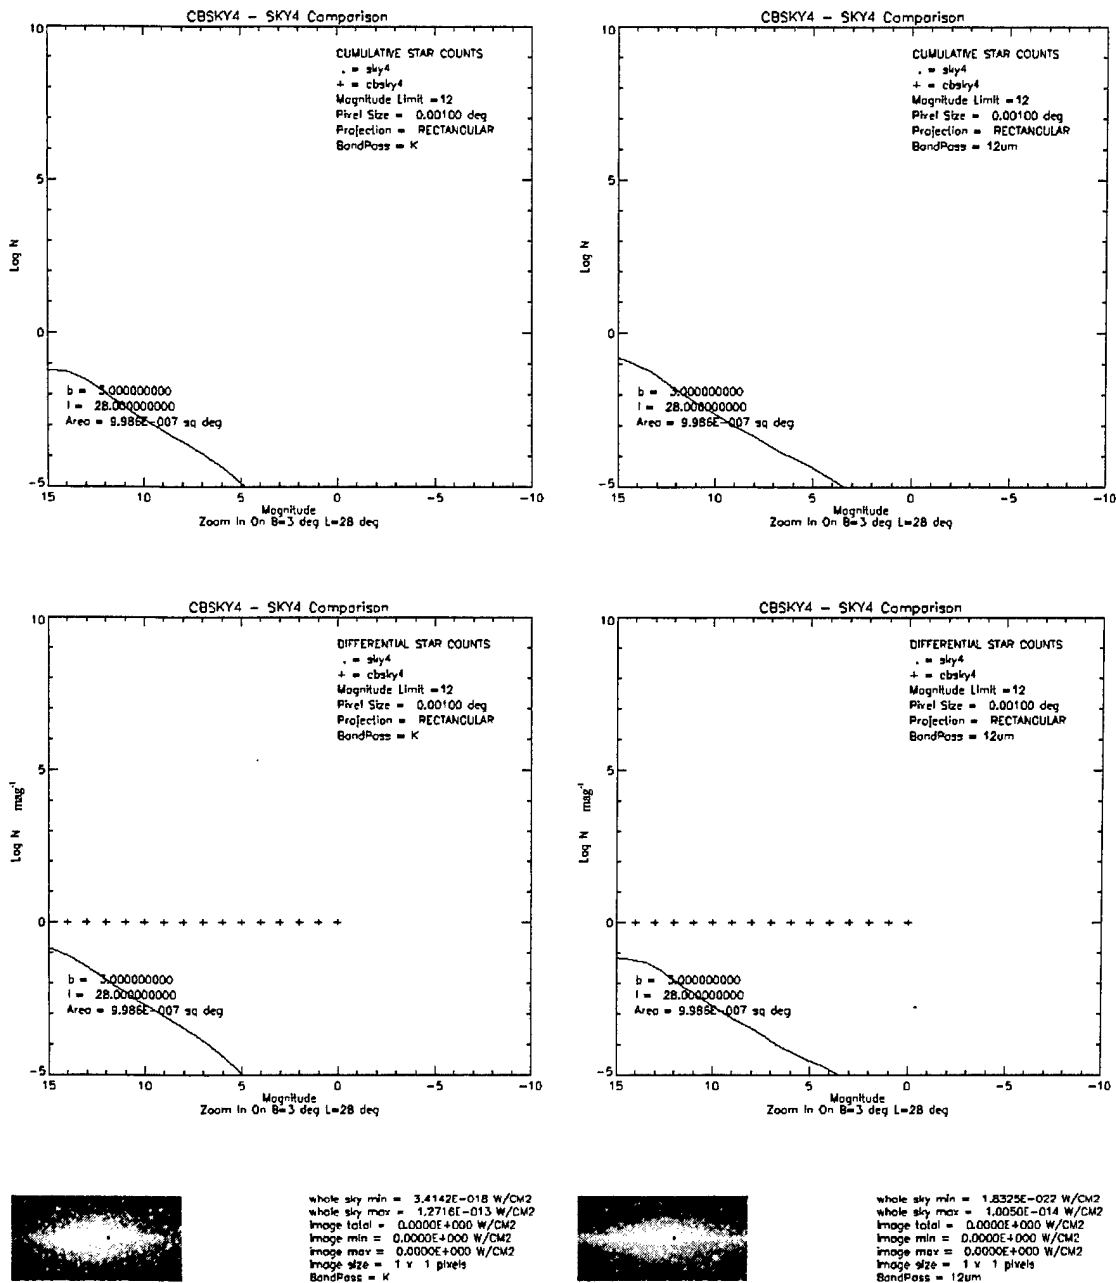 CBSKY4 - SKY4 Comparison
10
5
0
-5
Log N
CUMULATIVE STAR COUNTS
. = sky4
+ = cbsky4
Magnitude Limit =12
Pixel Size = 0.00100 deg
Projection = RECTANGULAR
BandPass = K
b = 3.000000000
l = 28.000000000
Area = 9.986E-007 sq deg
15 10 5 0 -5 -10
Magnitude
Zoom In On B=3 deg L=28 deg
CBSKY4 - SKY4 Comparison
10
5
0
-5
Log N
CUMULATIVE STAR COUNTS
. = sky4
+ = cbsky4
Magnitude Limit =12
Pixel Size = 0.00100 deg
Projection = RECTANGULAR
BandPass = 12um
b = 3.000000000
l = 28.000000000
Area = 9.986E-007 sq deg
15 10 5 0 -5 -10
Magnitude
Zoom In On B=3 deg L=28 deg
CBSKY4 - SKY4 Comparison
10
5
0
-5
Log N mag⁻¹
DIFFERENTIAL STAR COUNTS
. = sky4
+ = cbsky4
Magnitude Limit =12
Pixel Size = 0.00100 deg
Projection = RECTANGULAR
BandPass = K
b = 3.000000000
l = 28.000000000
Area = 9.986E-007 sq deg
15 10 5 0 -5 -10
Magnitude
Zoom In On B=3 deg L=28 deg
CBSKY4 - SKY4 Comparison
10
5
0
-5
Log N mag⁻¹
DIFFERENTIAL STAR COUNTS
. = sky4
+ = cbsky4
Magnitude Limit =12
Pixel Size = 0.00100 deg
Projection = RECTANGULAR
BandPass = 12um
b = 3.000000000
l = 28.000000000
Area = 9.986E-007 sq deg
15 10 5 0 -5 -10
Magnitude
Zoom In On B=3 deg L=28 deg
whole sky min = 3.4142E-018 W/CM2
whole sky max = 1.2716E-013 W/CM2
Image total = 0.0000E+000 W/CM2
Image min = 0.0000E+000 W/CM2
image max = 0.0000E+000 W/CM2
Image size = 1 x 1 pixels
BandPass = K
whole sky min = 1.8325E-022 W/CM2
whole sky max = 1.0050E-014 W/CM2
Image total = 0.0000E+000 W/CM2
Image min = 0.0000E+000 W/CM2
image max = 0.0000E+000 W/CM2
Image size = 1 x 1 pixels
BandPass = 12um